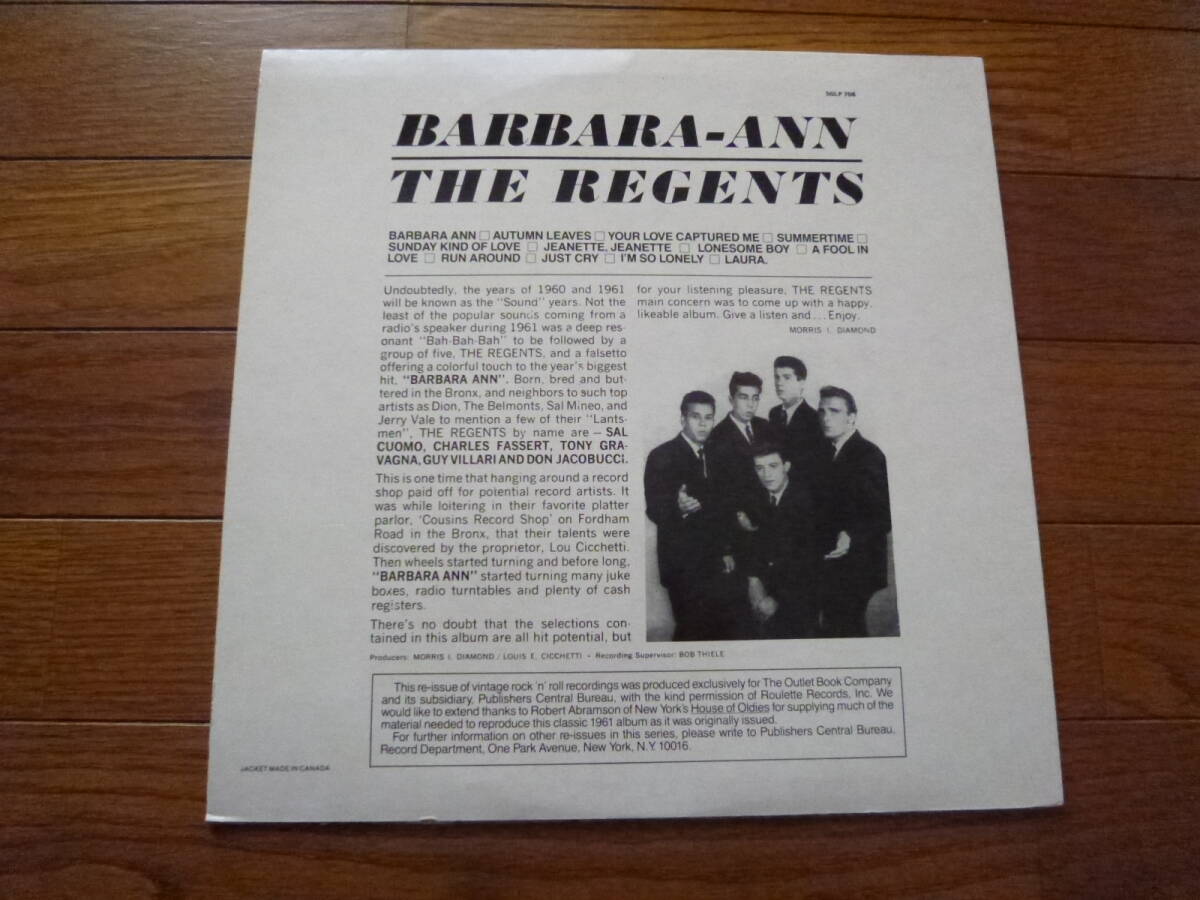 SGLP 706
BARBARA-ANN
THE REGENTS
BARBARA ANN □ AUTUMN LEAVES □ YOUR LOVE CAPTURED ME □ SUMMERTIME □
SUNDAY KIND OF LOVE □ JEANETTE, JEANETTE □ LONESOME BOY □ A FOOL IN
LOVE □ RUN AROUND □ JUST CRY □ I'M SO LONELY □ LAURA.
Undoubtedly, the years of 1960 and 1961
will be known as the "Sound" years. Not the
least of the popular sounds coming from a
radio's speaker during 1961 was a deep res-
onant "Bah-Bah-Bah" to be followed by a
group of five, THE REGENTS, and a falsetto
offering a colorful touch to the year's biggest
hit, "BARBARA ANN". Born, bred and but-
tered in the Bronx, and neighbors to such top
artists as Dion, The Belmonts, Sal Mineo, and
Jerry Vale to mention a few of their "Lants-
men", THE REGENTS by name are – SAL
CUOMO, CHARLES FASSERT, TONY GRA-
VAGNA, GUY VILLARI AND DON JACOBUCCI.
This is one time that hanging around a record
shop paid off for potential record artists. It
was while loitering in their favorite platter
parlor, 'Cousins Record Shop' on Fordham
Road in the Bronx, that their talents were
discovered by the proprietor, Lou Cicchetti.
Then wheels started turning and before long,
"BARBARA ANN" started turning many juke
boxes, radio turntables and plenty of cash
registers.
There's no doubt that the selections con-
tained in this album are all hit potential, but
for your listening pleasure, THE REGENTS
main concern was to come up with a happy,
likeable album. Give a listen and ... Enjoy.
MORRIS I. DIAMOND
Producers: MORRIS I. DIAMOND / LOUIS E. CICCHETTI • Recording Supervisor: BOB THIELE
This re-issue of vintage rock 'n' roll recordings was produced exclusively for The Outlet Book Company
and its subsidiary, Publishers Central Bureau, with the kind permission of Roulette Records, Inc. We
would like to extend thanks to Robert Abramson of New York's House of Oldies for supplying much of the
material needed to reproduce this classic 1961 album as it was originally issued.
For further information on other re-issues in this series, please write to Publishers Central Bureau,
Record Department, One Park Avenue, New York, N.Y. 10016.
JACKET MADE IN CANADA